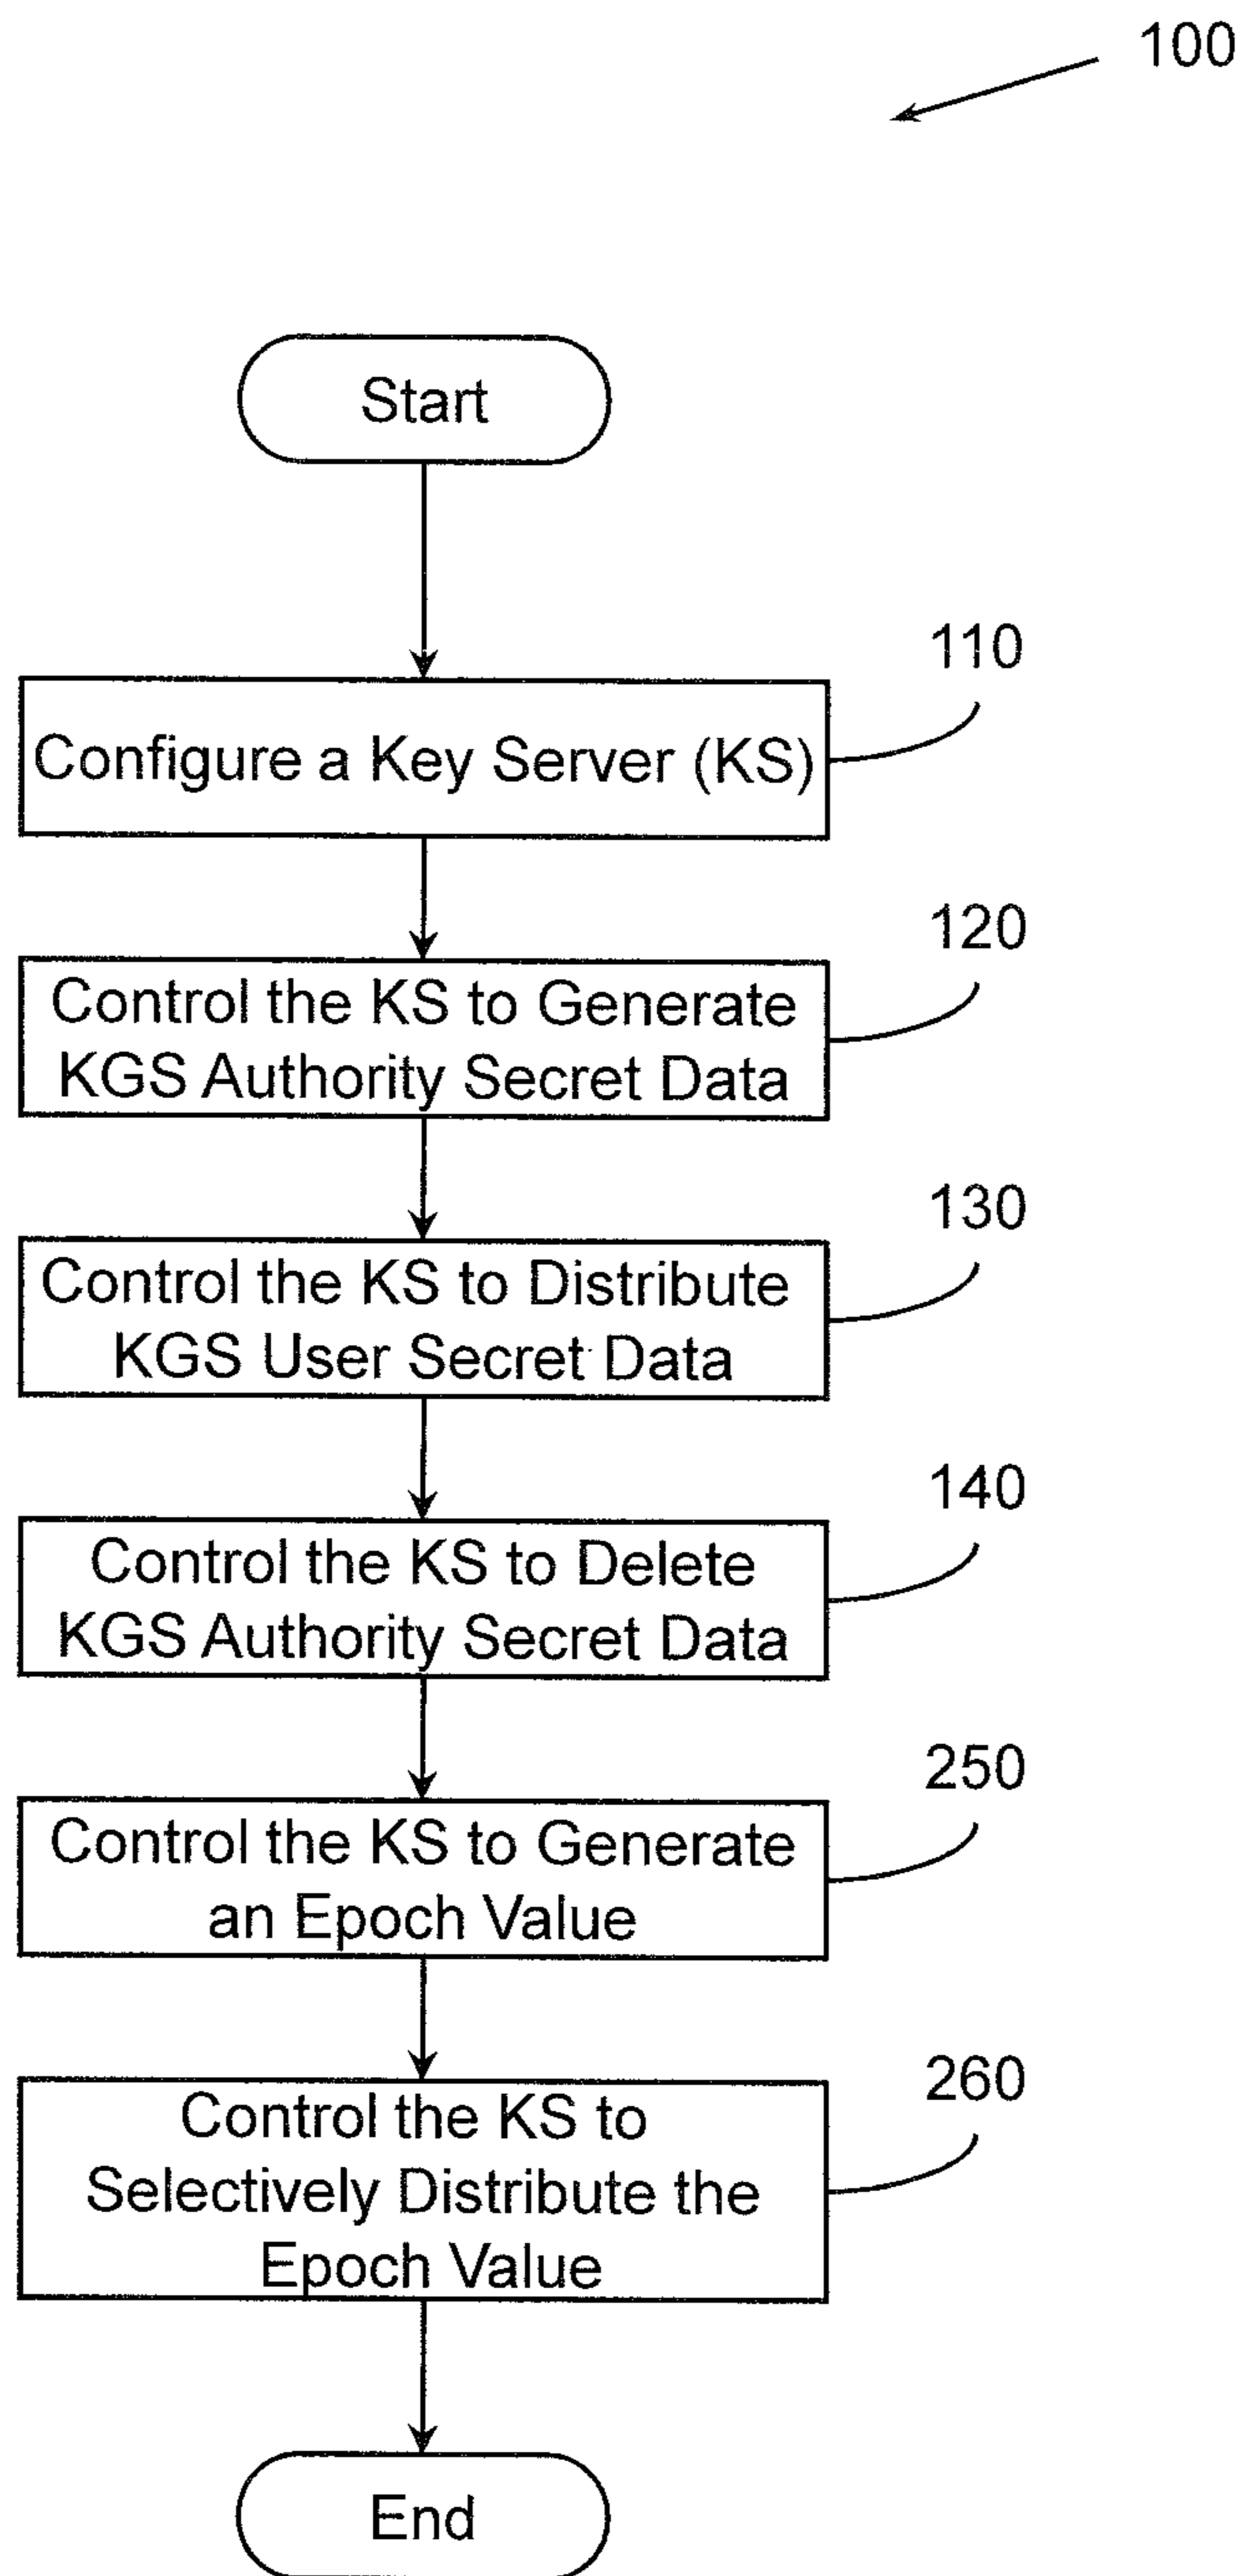 100
Start
110
Configure a Key Server (KS)
120
Control the KS to Generate
KGS Authority Secret Data
130
Control the KS to Distribute
KGS User Secret Data
140
Control the KS to Delete
KGS Authority Secret Data
250
Control the KS to Generate
an Epoch Value
260
Control the KS to
Selectively Distribute the
Epoch Value
End